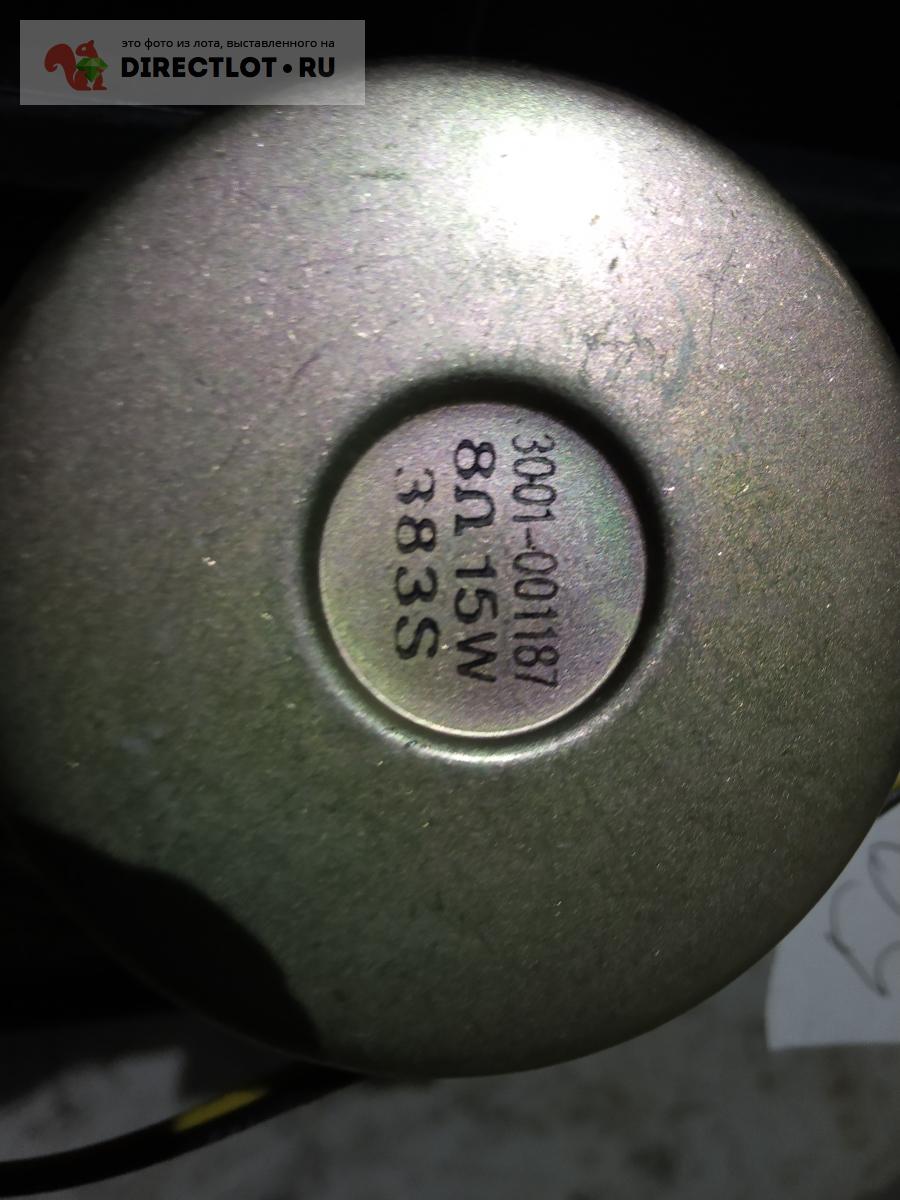 это фото из лота, выставленного на
DIRECTLOT•RU
3001-001187
8Ω 15W
383S